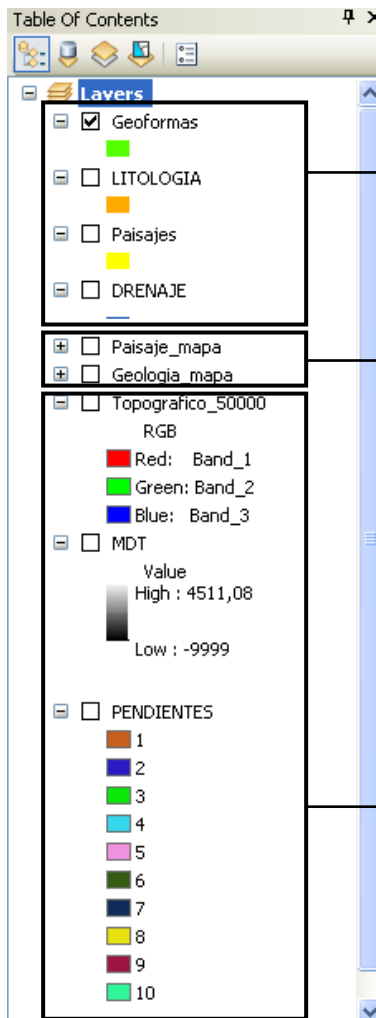 Table Of Contents
Layers
Geoformas
LITOLOGIA
Paisajes
DRENAJE
Paisaje_mapa
Geologia_mapa
Topografico_50000
RGB
Red: Band_1
Green: Band_2
Blue: Band_3
MDT
Value
High : 4511,08
Low : -9999
PENDIENTES
1
2
3
4
5
6
7
8
9
10